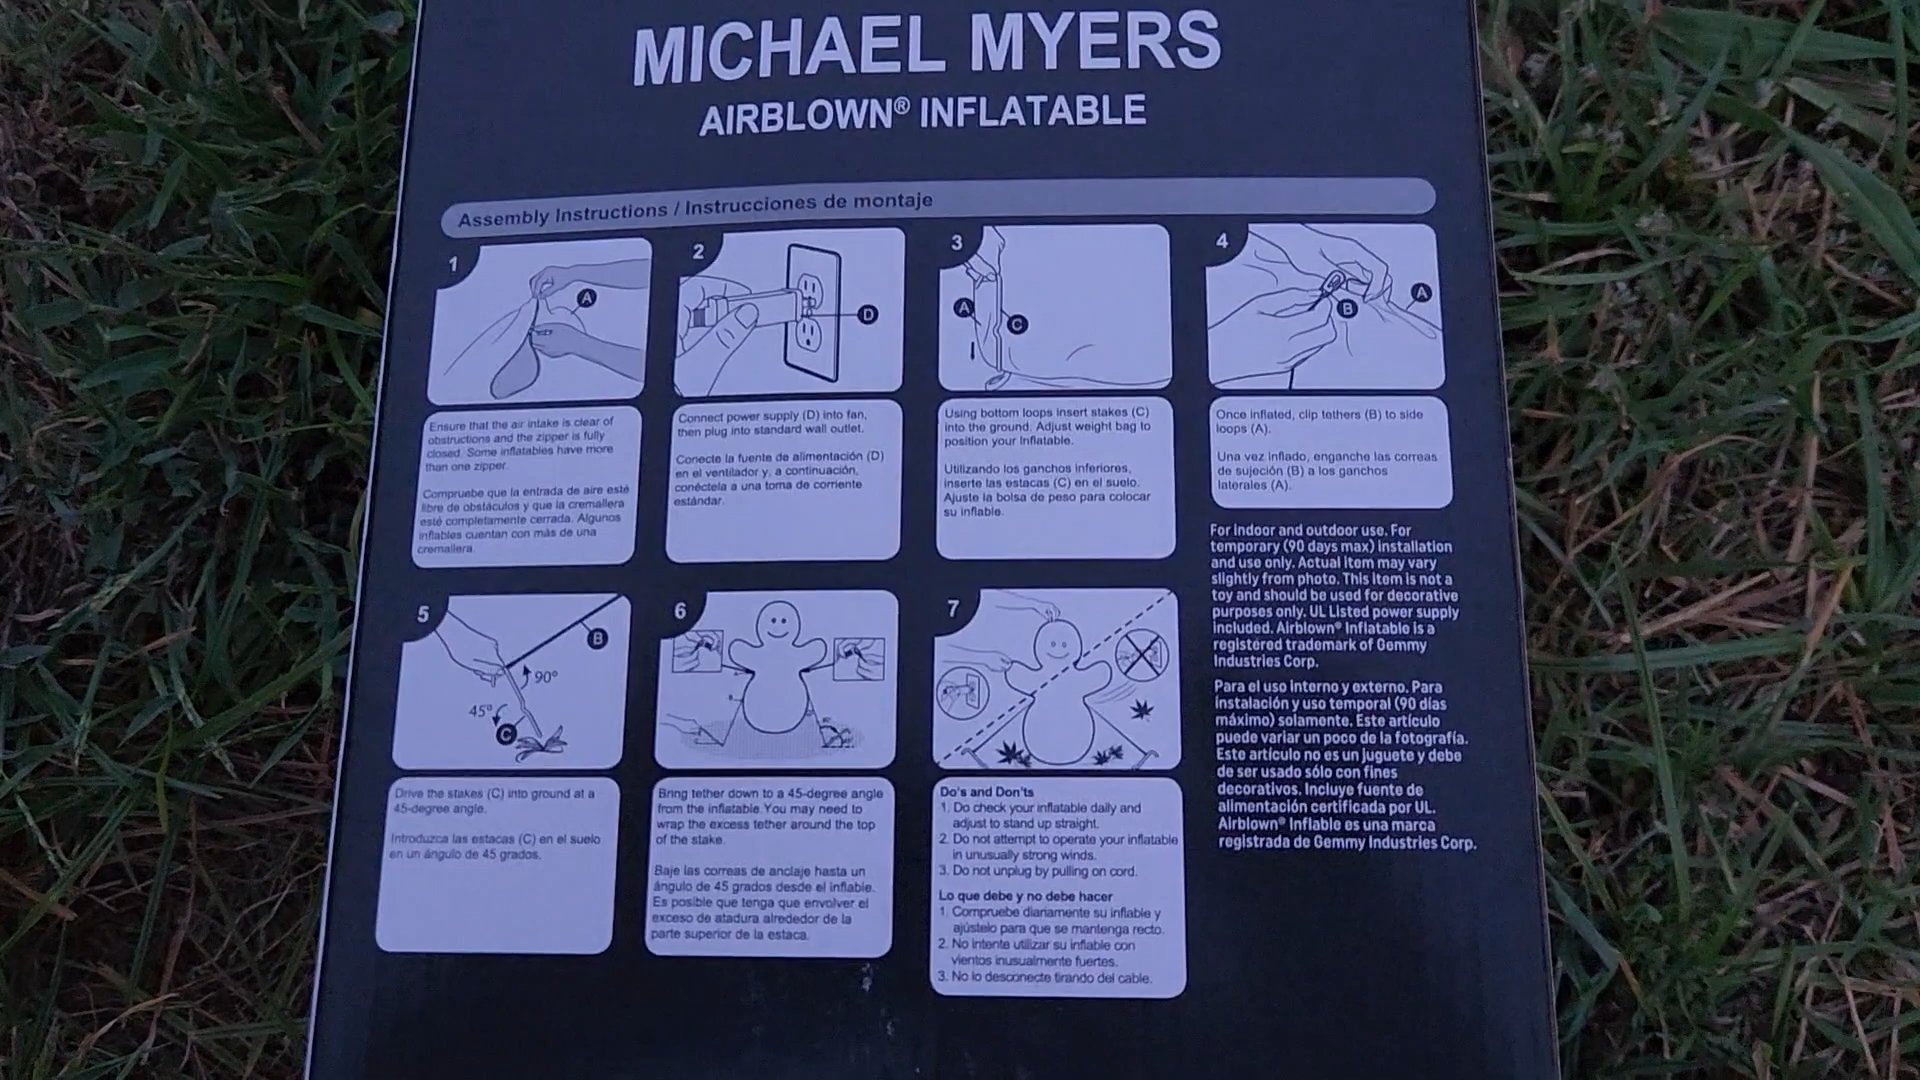 MICHAEL MYERS
AIRBLOWN® INFLATABLE
Assembly Instructions / Instrucciones de montaje
1
A
Ensure that the air intake is clear of
obstructions and the zipper is fully
closed. Some inflatables have more
than one zipper.
Compruebe que la entrada de aire esté
libre de obstáculos y que la cremallera
esté completamente cerrada. Algunos
inflables cuentan con más de una
cremallera.
2
D
Connect power supply (D) into fan,
then plug into standard wall outlet.
Conecte la fuente de alimentación (D)
en el ventilador y, a continuación,
conéctela a una toma de corriente
estándar.
3
A
C
Using bottom loops insert stakes (C)
into the ground. Adjust weight bag to
position your Inflatable.
Utilizando los ganchos inferiores,
inserte las estacas (C) en el suelo.
Ajuste la bolsa de peso para colocar
su inflable.
4
A
B
Once inflated, clip tethers (B) to side
loops (A).
Una vez inflado, enganche las correas
de sujeción (B) a los ganchos
laterales (A).
5
B
90°
45°
C
Drive the stakes (C) into ground at a
45-degree angle.
Introduzca las estacas (C) en el suelo
en un ángulo de 45 grados.
6
Bring tether down to a 45-degree angle
from the inflatable. You may need to
wrap the excess tether around the top
of the stake.
Baje las correas de anclaje hasta un
ángulo de 45 grados desde el inflable.
Es posible que tenga que envolver el
exceso de atadura alrededor de la
parte superior de la estaca.
7
Do's and Don'ts
1. Do check your inflatable daily and
adjust to stand up straight.
2. Do not attempt to operate your inflatable
in unusually strong winds.
3. Do not unplug by pulling on cord.
Lo que debe y no debe hacer
1. Compruebe diariamente su inflable y
ajústelo para que se mantenga recto.
2. No intente utilizar su inflable con
vientos inusualmente fuertes.
3. No lo desconecte tirando del cable.
For indoor and outdoor use. For
temporary (90 days max) installation
and use only. Actual item may vary
slightly from photo. This item is not a
toy and should be used for decorative
purposes only. UL Listed power supply
included. Airblown® Inflatable is a
registered trademark of Gemmy
Industries Corp.
Para el uso interno y externo. Para
instalación y uso temporal (90 días
máximo) solamente. Este artículo
puede variar un poco de la fotografía.
Este artículo no es un juguete y debe
de ser usado sólo con fines
decorativos. Incluye fuente de
alimentación certificada por UL.
Airblown® Inflable es una marca
registrada de Gemmy Industries Corp.